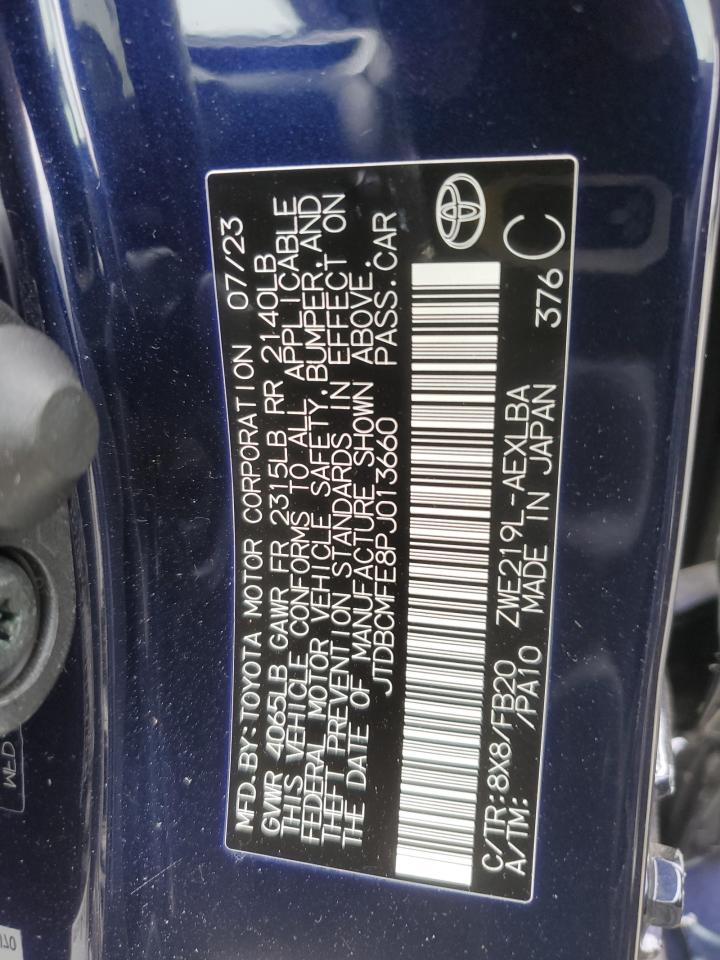 MFD.BY:TOYOTA MOTOR CORPORATION 07/23
GVWR 4065LB GAWR FR 2315LB RR 2140LB
THIS VEHICLE CONFORMS TO ALL APPLICABLE
FEDERAL MOTOR VEHICLE SAFETY,BUMPER,AND
THEFT PREVENTION STANDARDS IN EFFECT ON
THE DATE OF MANUFACTURE SHOWN ABOVE.
JTDBCMFE8PJ013660 PASS.CAR
C/TR:8X8/FB20 ZWE219L-AEXLBA
A/TM: /PA10 MADE IN JAPAN 376 C